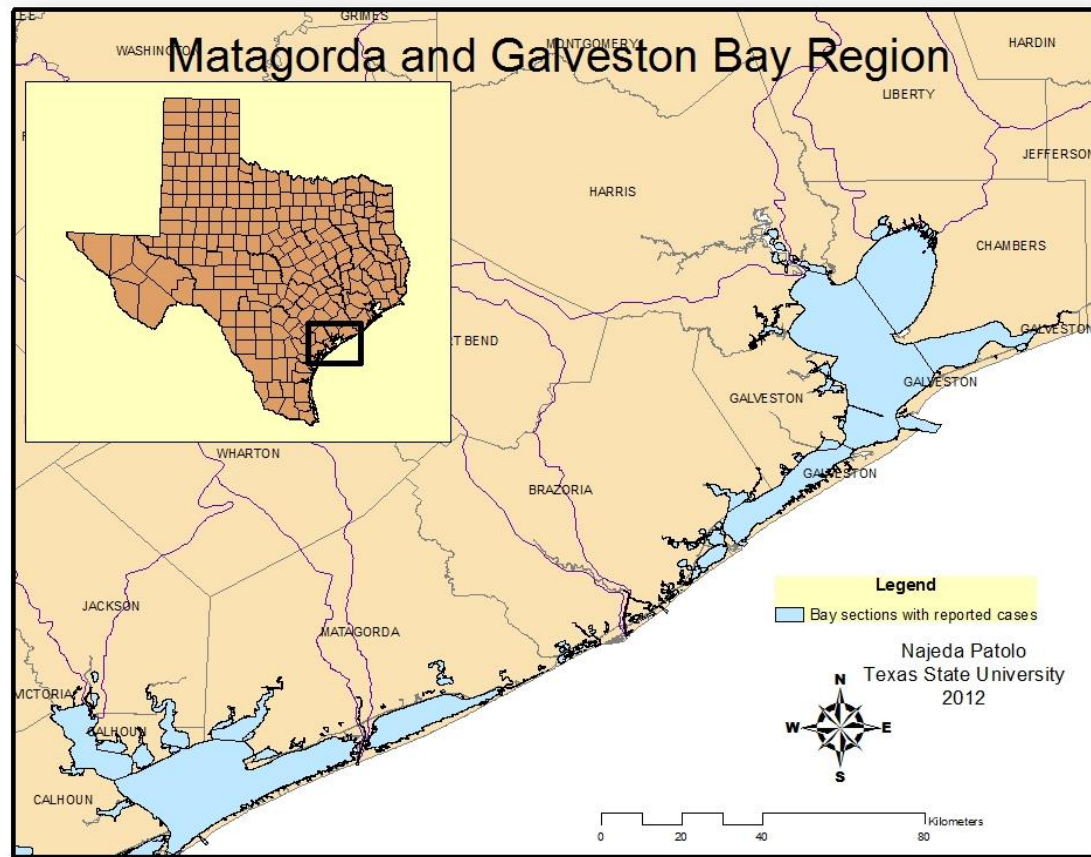 GRIMES
WASHINGTON
MONTGOMERY
HARDIN
Matagorda and Galveston Bay Region
LIBERTY
JEFFERSON
HARRIS
CHAMBERS
GALVESTON
RT BEND
GALVESTON
GALVESTON
WHARTON
GALVESTON
BRAZORIA
Legend
Bay sections with reported cases
JACKSON
MATAGORDA
Najeda Patolo
Texas State University
2012
VICTORIA
CALHOUN
CALHOUN
N
W E
S
Kilometers
0 20 40 80